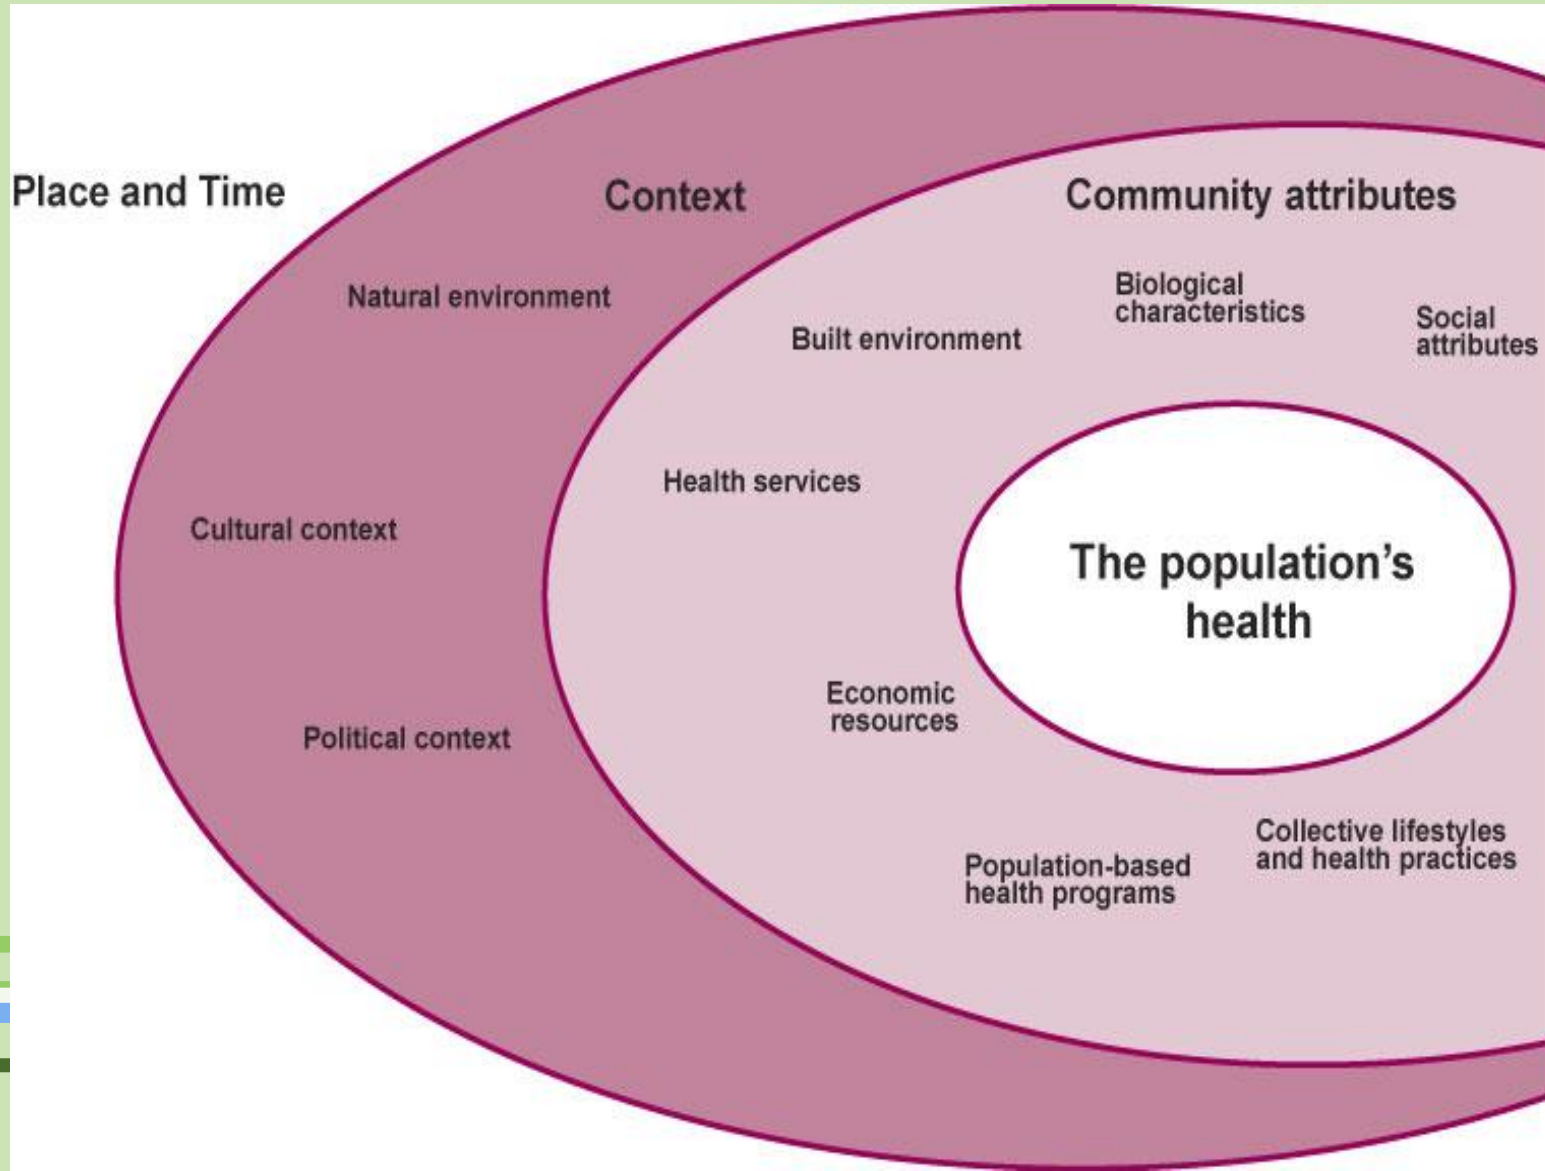 Place and Time
Context
Community attributes
Natural environment
Built environment
Biological
characteristics
Social
attributes
Health services
Cultural context
The population's
health
Economic
resources
Political context
Population-based
health programs
Collective lifestyles
and health practices